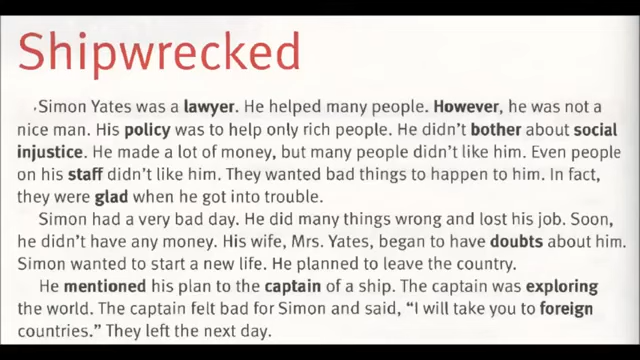 Shipwrecked
Simon Yates was a lawyer. He helped many people. However, he was not a
nice man. His policy was to help only rich people. He didn't bother about social
injustice. He made a lot of money, but many people didn't like him. Even people
on his staff didn't like him. They wanted bad things to happen to him. In fact,
they were glad when he got into trouble.
Simon had a very bad day. He did many things wrong and lost his job. Soon,
he didn't have any money. His wife, Mrs. Yates, began to have doubts about him.
Simon wanted to start a new life. He planned to leave the country.
He mentioned his plan to the captain of a ship. The captain was exploring
the world. The captain felt bad for Simon and said, “I will take you to foreign
countries.” They left the next day.